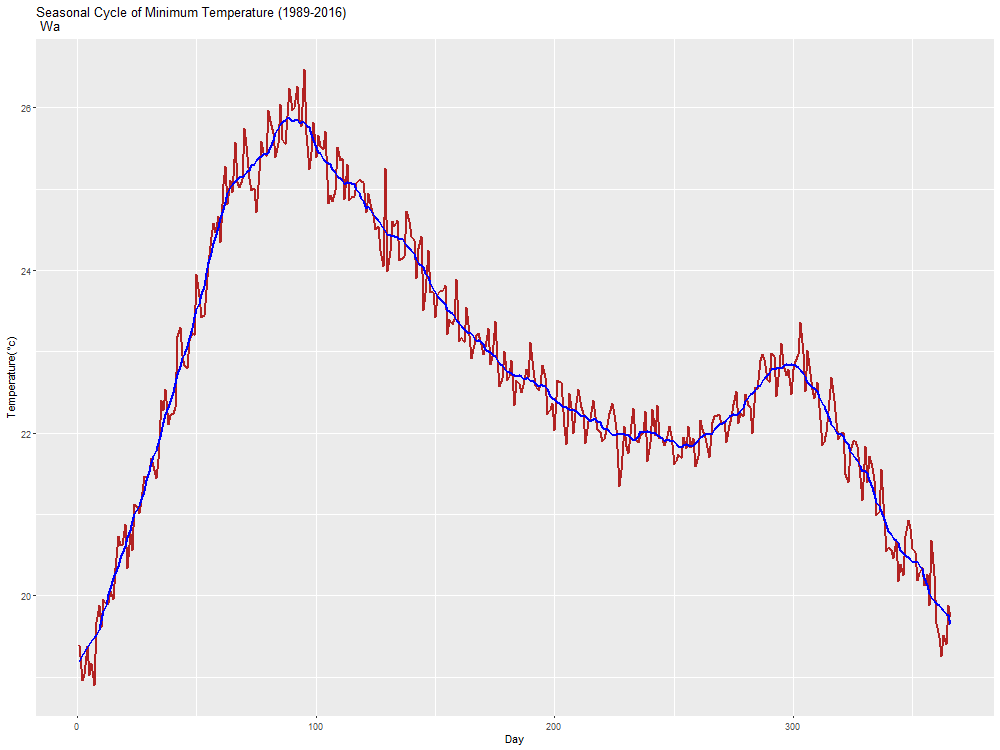 Seasonal Cycle of Minimum Temperature (1989-2016)
Wa
Temperature(°c)
26
24
22
20
0 100 200 300
Day